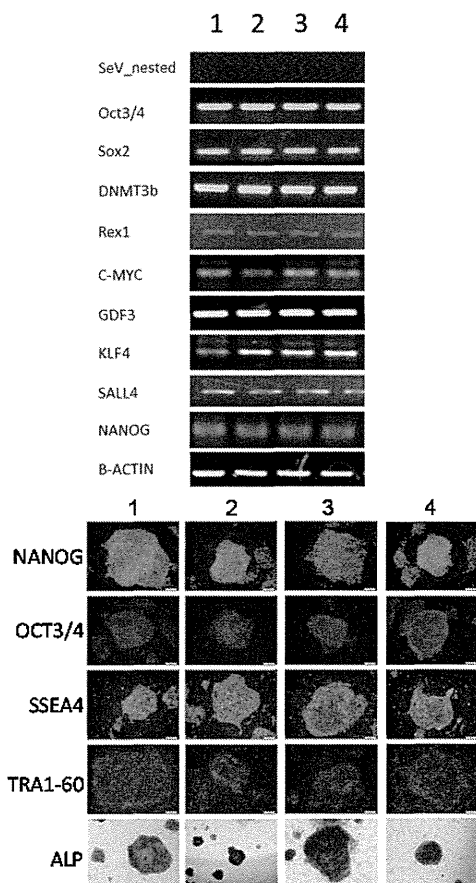 1 2 3 4
SeV_nested
Oct3/4
Sox2
DNMT3b
Rex1
C-MYC
GDF3
KLF4
SALL4
NANOG
B-ACTIN
1 2 3 4
NANOG
OCT3/4
SSEA4
TRA1-60
ALP